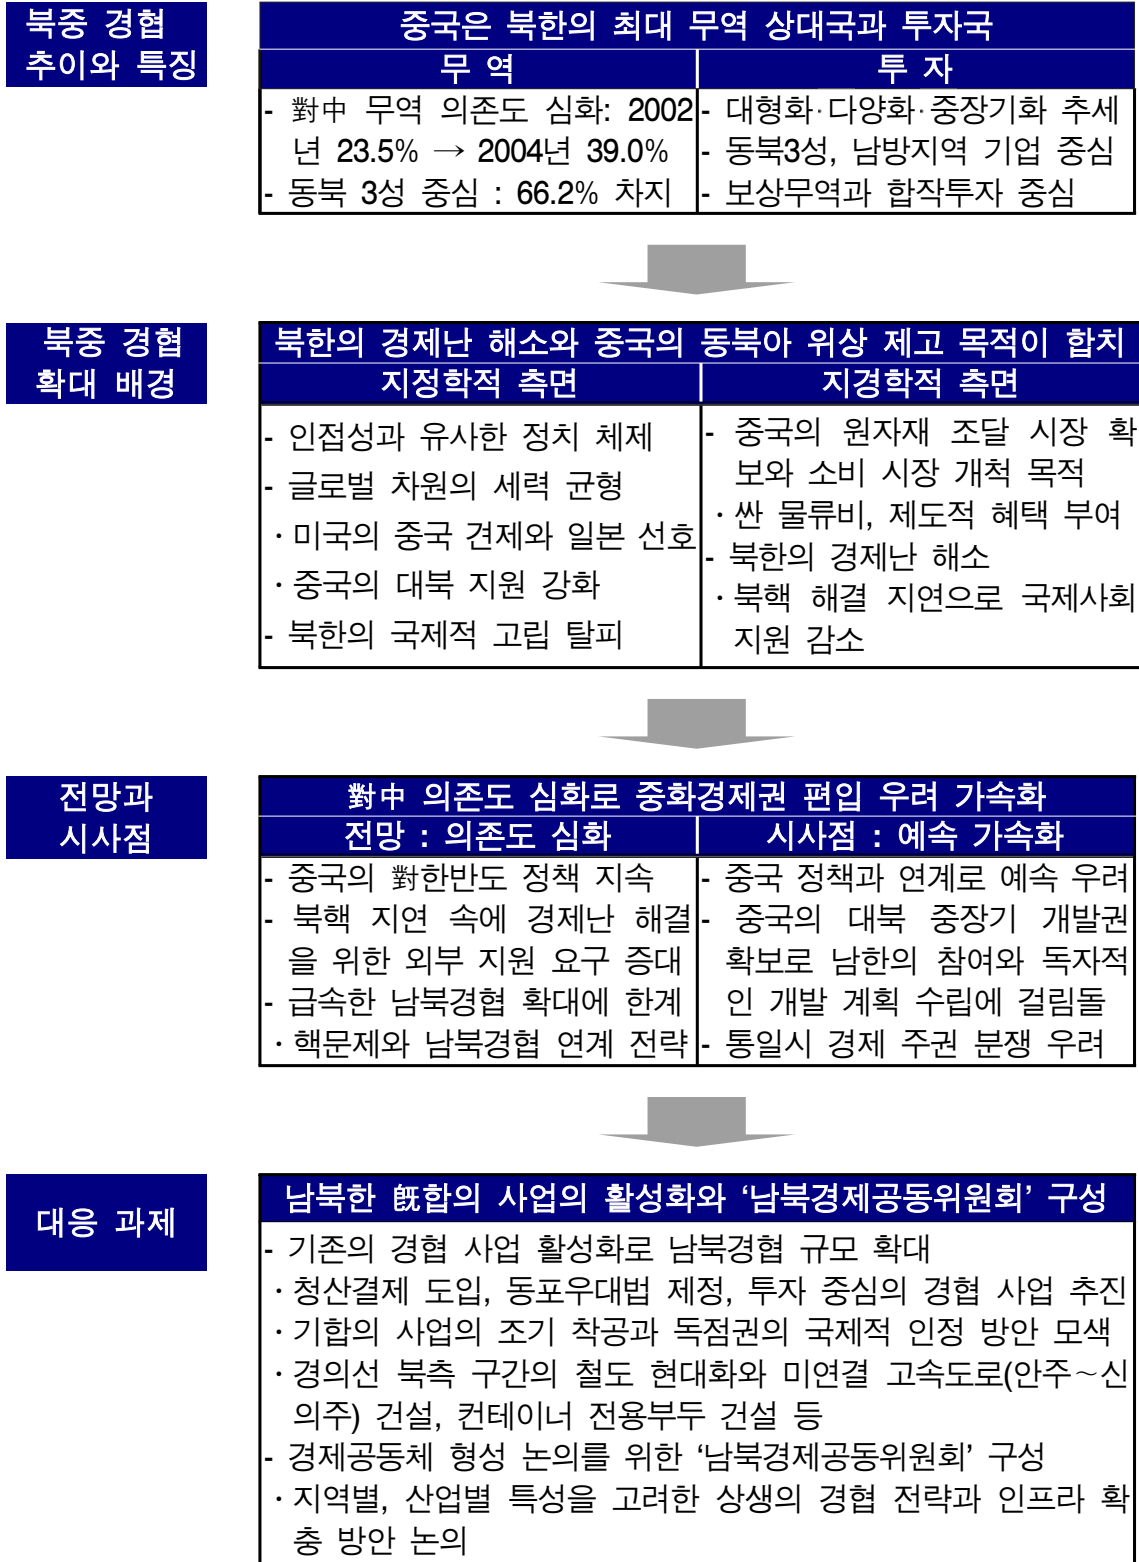 북중 경협
추이와 특징
중국은 북한의 최대 무역 상대국과 투자국
무 역
투 자
- 對中 무역 의존도 심화: 2002
년 23.5% → 2004년 39.0%
- 동북 3성 중심 : 66.2% 차지
- 대형화·다양화·중장기화 추세
- 동북3성, 남방지역 기업 중심
- 보상무역과 합작투자 중심
북중 경협
확대 배경
북한의 경제난 해소와 중국의 동북아 위상 제고 목적이 합치
지정학적 측면
지경학적 측면
- 인접성과 유사한 정치 체제
- 글로벌 차원의 세력 균형
· 미국의 중국 견제와 일본 선호
· 중국의 대북 지원 강화
- 북한의 국제적 고립 탈피
- 중국의 원자재 조달 시장 확
보와 소비 시장 개척 목적
· 싼 물류비, 제도적 혜택 부여
- 북한의 경제난 해소
· 북핵 해결 지연으로 국제사회
지원 감소
전망과
시사점
對中 의존도 심화로 중화경제권 편입 우려 가속화
전망 : 의존도 심화
시사점 : 예속 가속화
- 중국의 對한반도 정책 지속
- 북핵 지연 속에 경제난 해결
을 위한 외부 지원 요구 증대
- 급속한 남북경협 확대에 한계
· 핵문제와 남북경협 연계 전략
- 중국 정책과 연계로 예속 우려
- 중국의 대북 중장기 개발권
확보로 남한의 참여와 독자적
인 개발 계획 수립에 걸림돌
- 통일시 경제 주권 분쟁 우려
대응 과제
남북한 旣합의 사업의 활성화와 ‘남북경제공동위원회’ 구성
- 기존의 경협 사업 활성화로 남북경협 규모 확대
· 청산결제 도입, 동포우대법 제정, 투자 중심의 경협 사업 추진
· 기합의 사업의 조기 착공과 독점권의 국제적 인정 방안 모색
· 경의선 북측 구간의 철도 현대화와 미연결 고속도로(안주～신
의주) 건설, 컨테이너 전용부두 건설 등
- 경제공동체 형성 논의를 위한 ‘남북경제공동위원회’ 구성
· 지역별, 산업별 특성을 고려한 상생의 경협 전략과 인프라 확
충 방안 논의